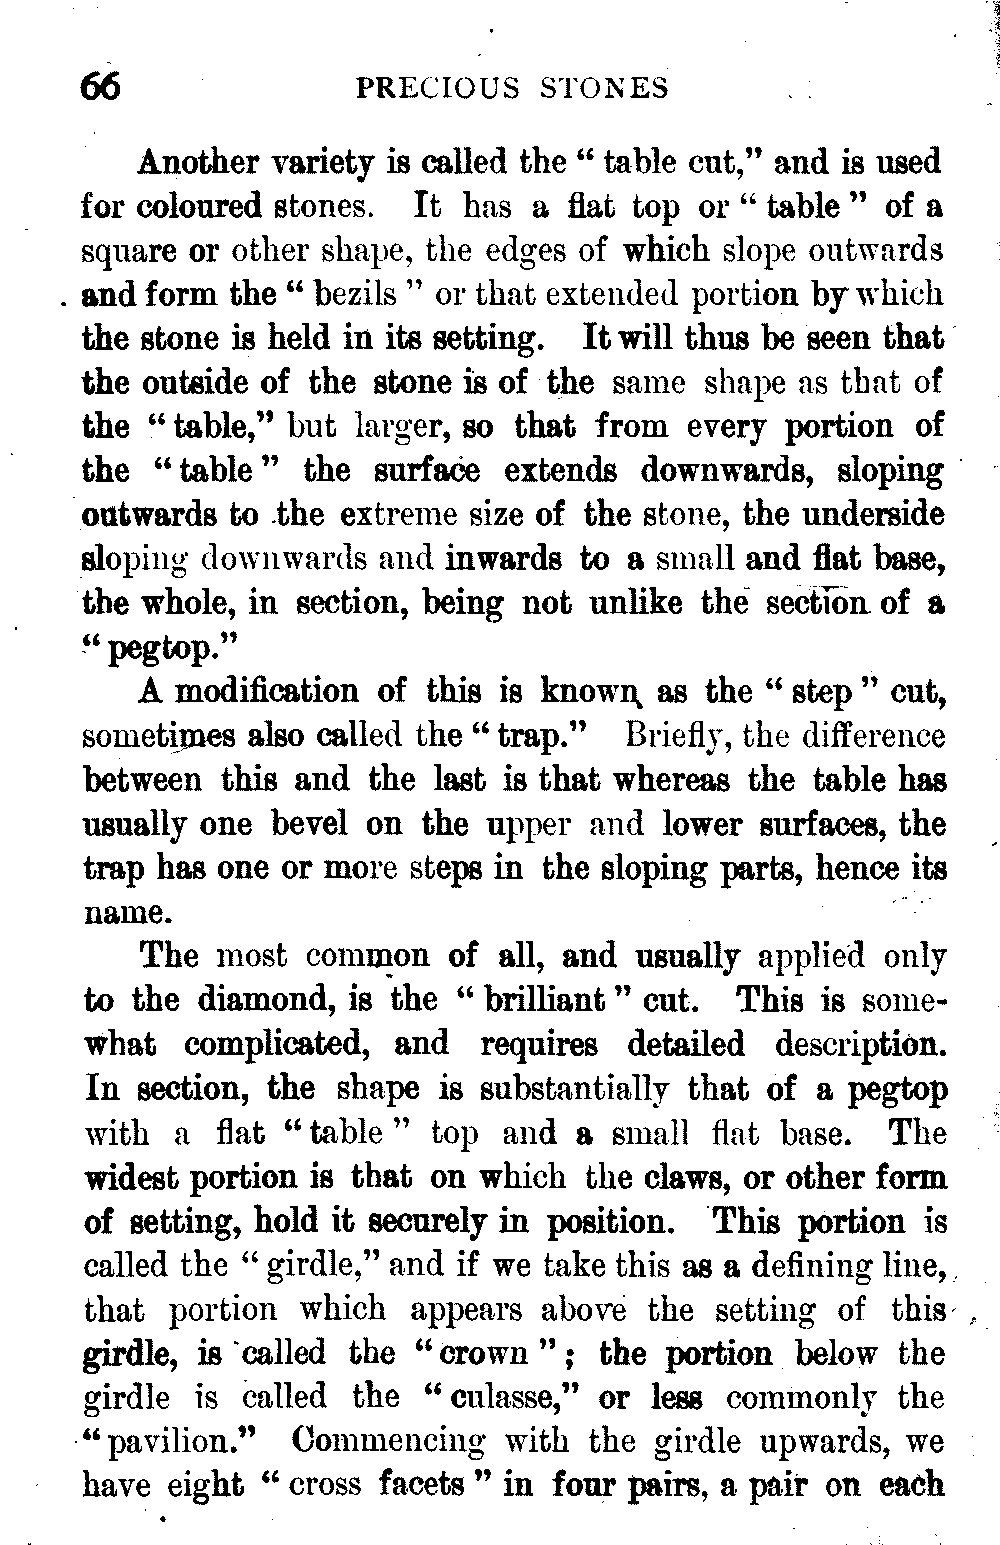 66 PRECIOUS STONES
Another variety is called the “ table cut,” and is used
for coloured stones. It has a flat top or “ table ” of a
square or other shape, the edges of which slope outwards
and form the “ bezils ” or that extended portion by which
the stone is held in its setting. It will thus be seen that
the outside of the stone is of the same shape as that of
the “ table,” but larger, so that from every portion of
the “ table ” the surface extends downwards, sloping
outwards to the extreme size of the stone, the underside
sloping downwards and inwards to a small and flat base,
the whole, in section, being not unlike the section of a
“ pegtop.”
A modification of this is known as the “ step ” cut,
sometimes also called the “ trap.” Briefly, the difference
between this and the last is that whereas the table has
usually one bevel on the upper and lower surfaces, the
trap has one or more steps in the sloping parts, hence its
name.
The most common of all, and usually applied only
to the diamond, is the “ brilliant ” cut. This is some-
what complicated, and requires detailed description.
In section, the shape is substantially that of a pegtop
with a flat “ table ” top and a small flat base. The
widest portion is that on which the claws, or other form
of setting, hold it securely in position. This portion is
called the “ girdle,” and if we take this as a defining line,
that portion which appears above the setting of this
girdle, is called the “ crown ” ; the portion below the
girdle is called the “ culasse,” or less commonly the
“ pavilion.” Commencing with the girdle upwards, we
have eight “ cross facets ” in four pairs, a pair on each